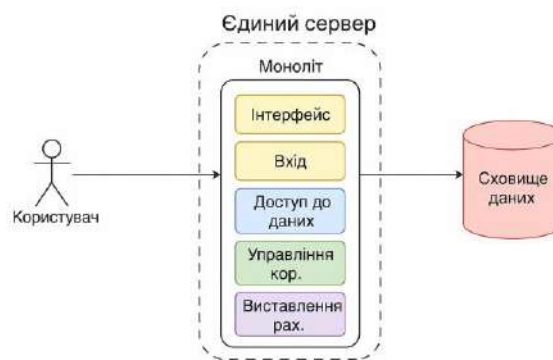 Єдиний сервер
Моноліт
Інтерфейс
Вхід
Доступ до
даних
Управління
кор.
Виставлення
рах.
Користувач
Сховище
даних